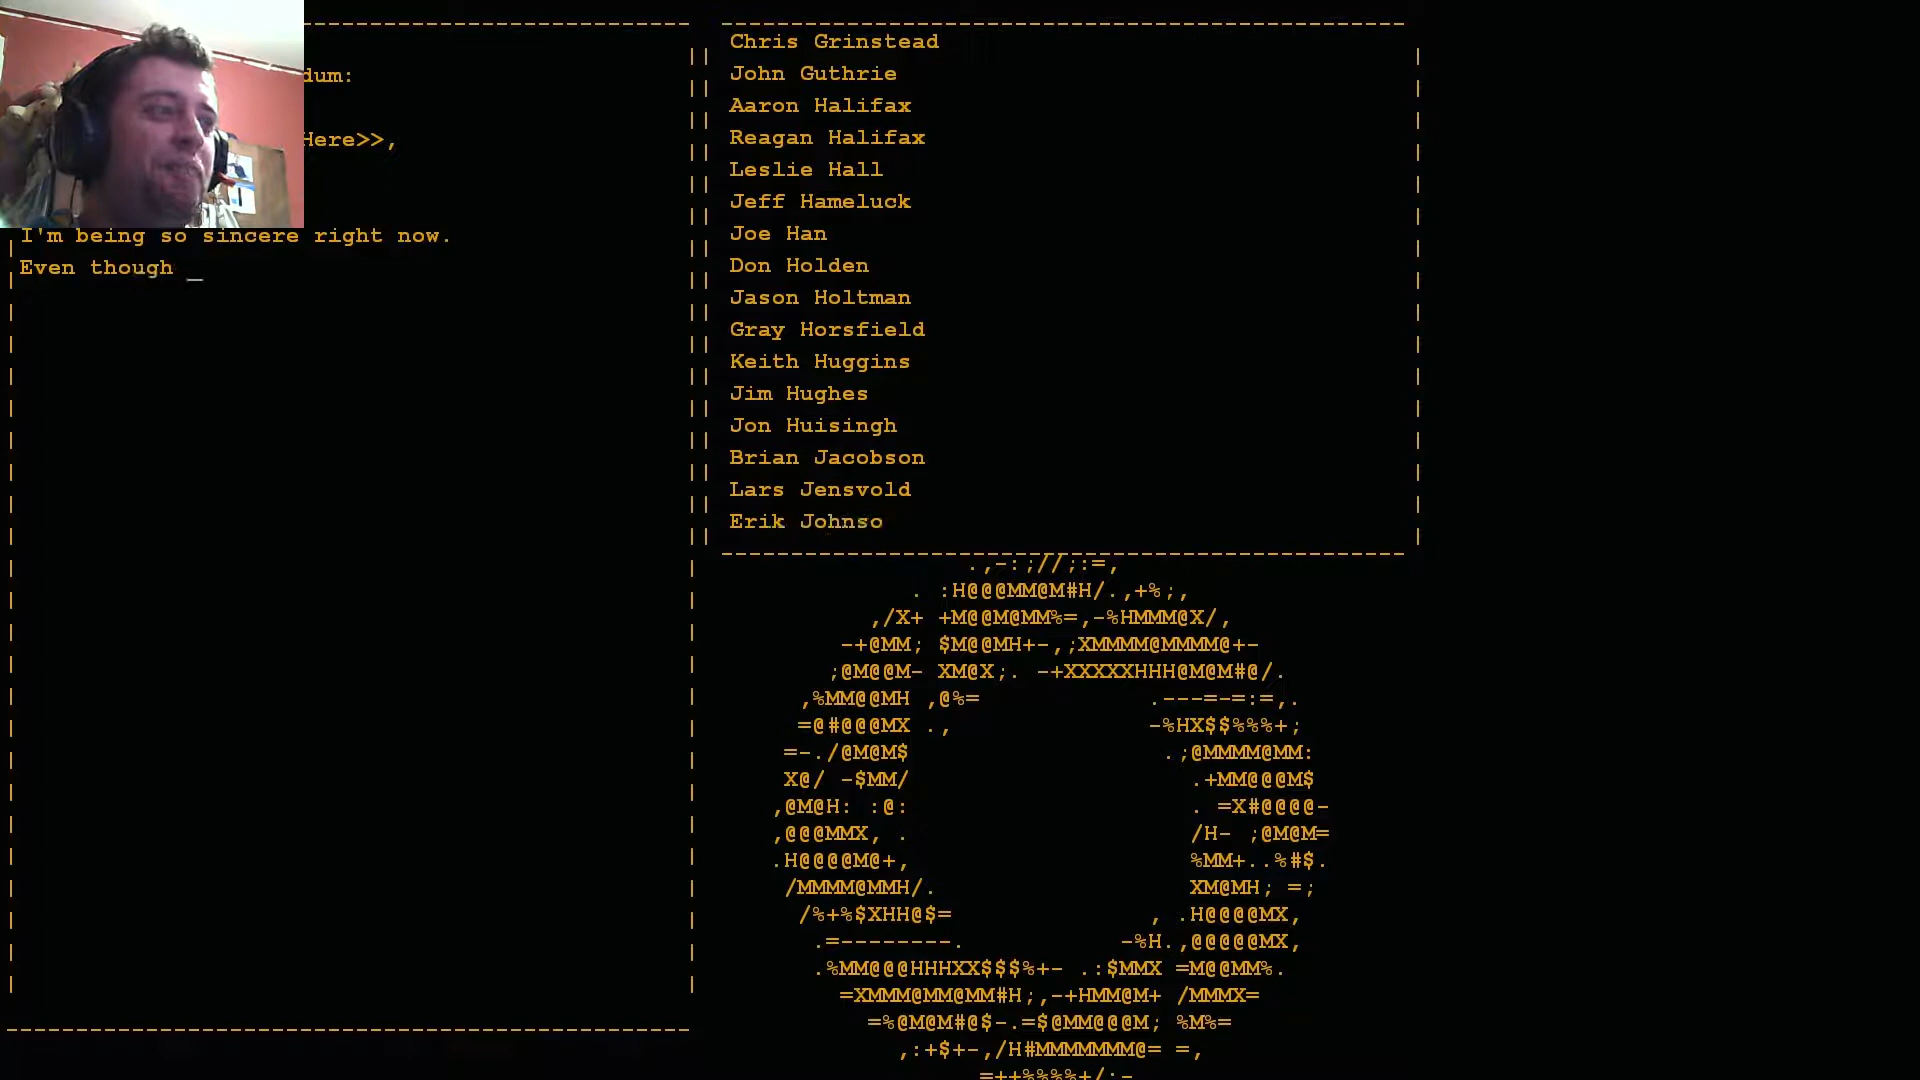 dum:
Here>>,
I'm being so sincere right now.
Even though _
Chris Grinstead
John Guthrie
Aaron Halifax
Reagan Halifax
Leslie Hall
Jeff Hameluck
Joe Han
Don Holden
Jason Holtman
Gray Horsfield
Keith Huggins
Jim Hughes
Jon Huisingh
Brian Jacobson
Lars Jensvold
Erik Johnso